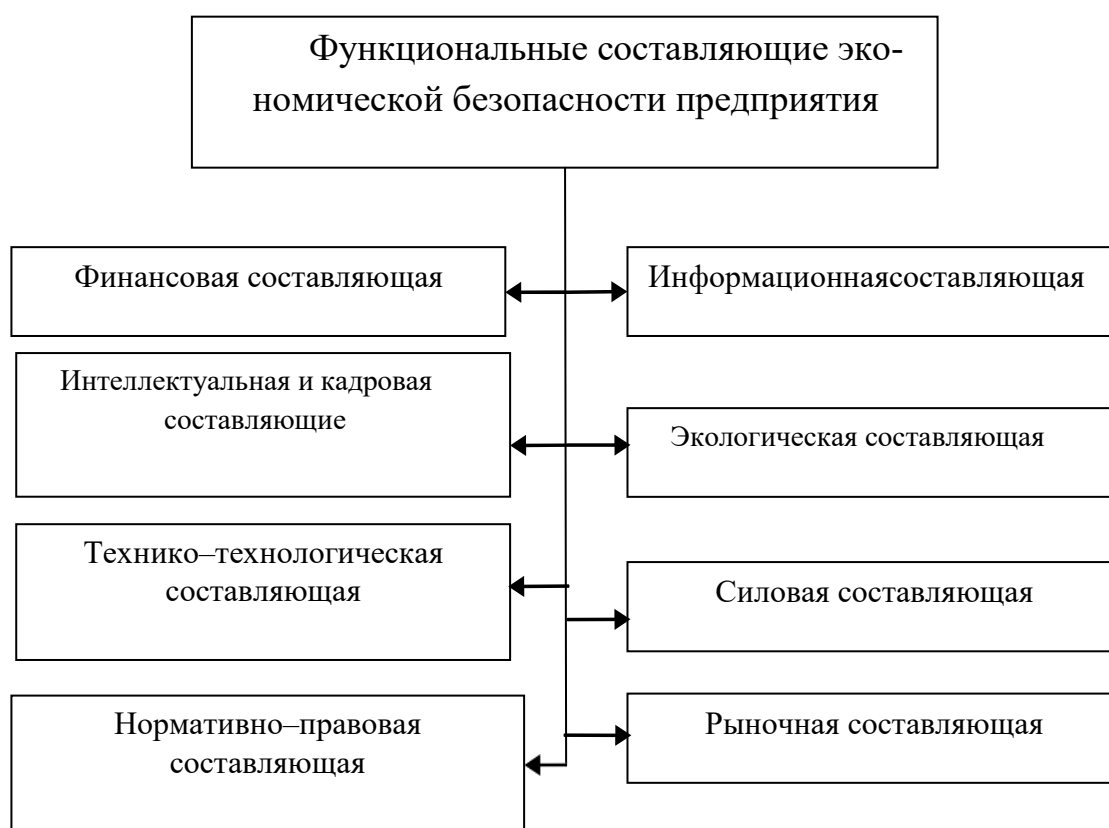 Функциональные составляющие эко-
номической безопасности предприятия
Финансовая составляющая
Информационнаясоставляющая
Интеллектуальная и кадровая
составляющие
Экологическая составляющая
Технико–технологическая
составляющая
Силовая составляющая
Нормативно–правовая
составляющая
Рыночная составляющая